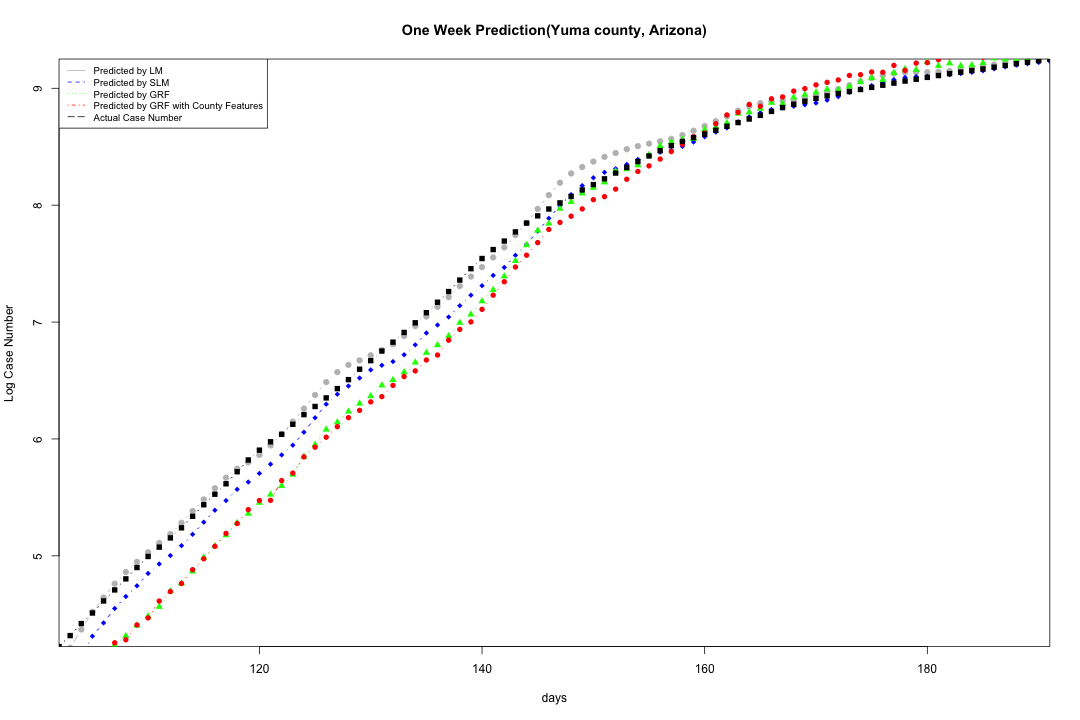 One Week Prediction(Yuma county, Arizona)
Predicted by LM
Predicted by SLM
Predicted by GRF
Predicted by GRF with County Features
Actual Case Number
9
8
7
6
5
Log Case Number
120
140
160
180
days